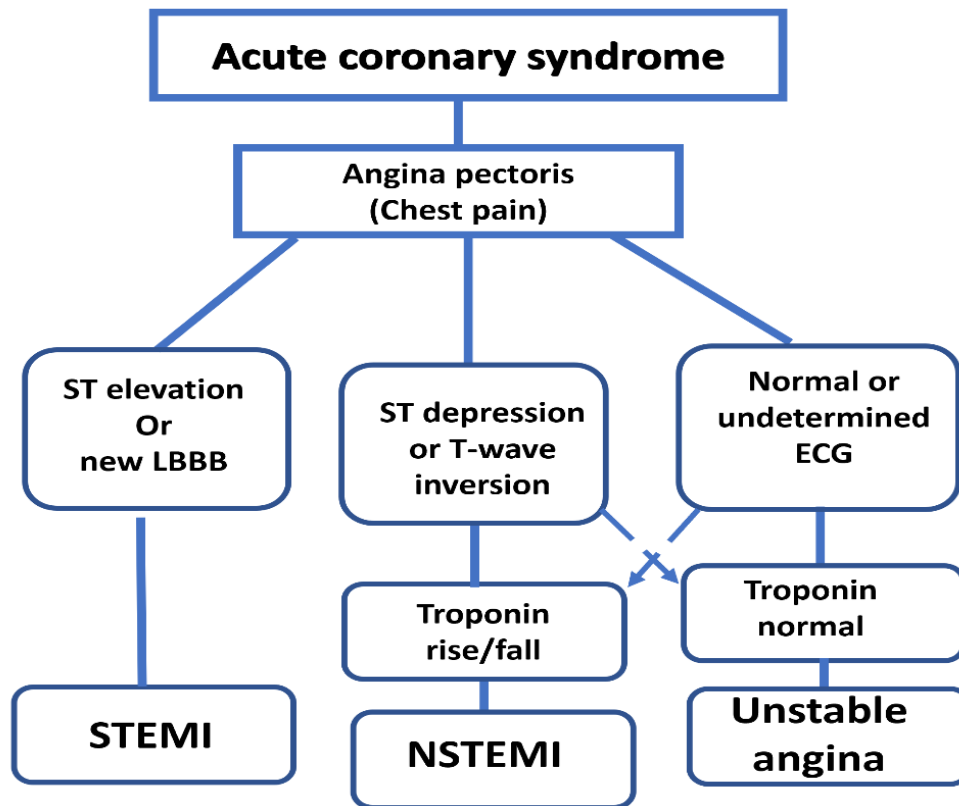 Acute coronary syndrome
Angina pectoris
(Chest pain)
ST elevation
Or
new LBBB
ST depression
or T-wave
inversion
Normal or
undetermined
ECG
Troponin
rise/fall
Troponin
normal
STEMI
NSTEMI
Unstable
angina